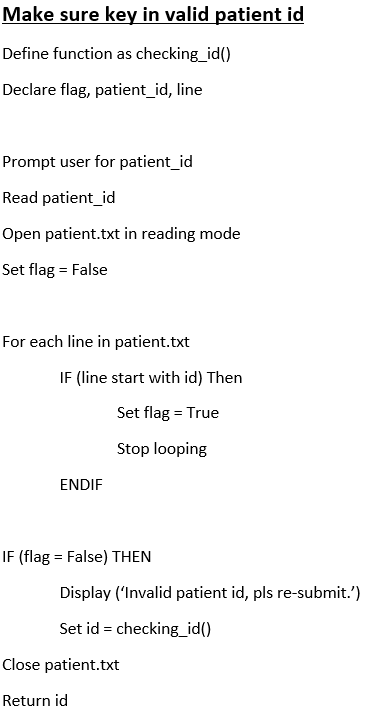 Make sure key in valid patient id
Define function as checking_id()
Declare flag, patient_id, line
Prompt user for patient_id
Read patient_id
Open patient.txt in reading mode
Set flag = False
For each line in patient.txt
IF (line start with id) Then
Set flag = True
Stop looping
ENDIF
IF (flag = False) THEN
Display (‘Invalid patient id, pls re-submit.’)
Set id = checking_id()
Close patient.txt
Return id